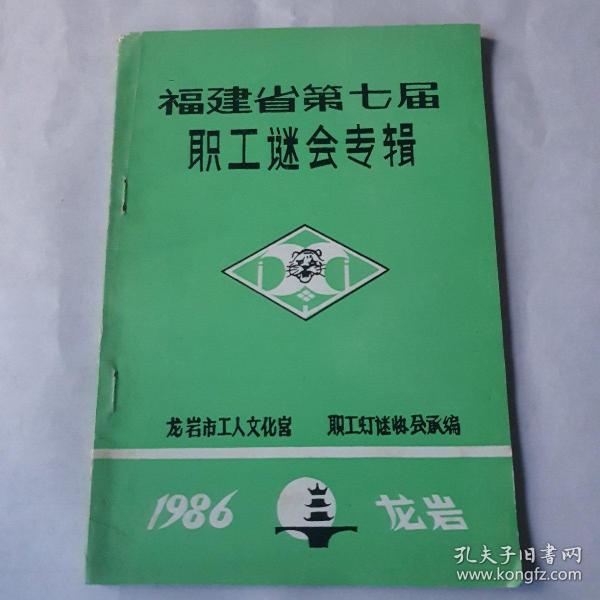 福建省第七届
职工谜会专辑
龙岩市工人文化宫 职工灯谜协会承编
1986 龙岩
孔夫子旧书网
www.kongfz.com